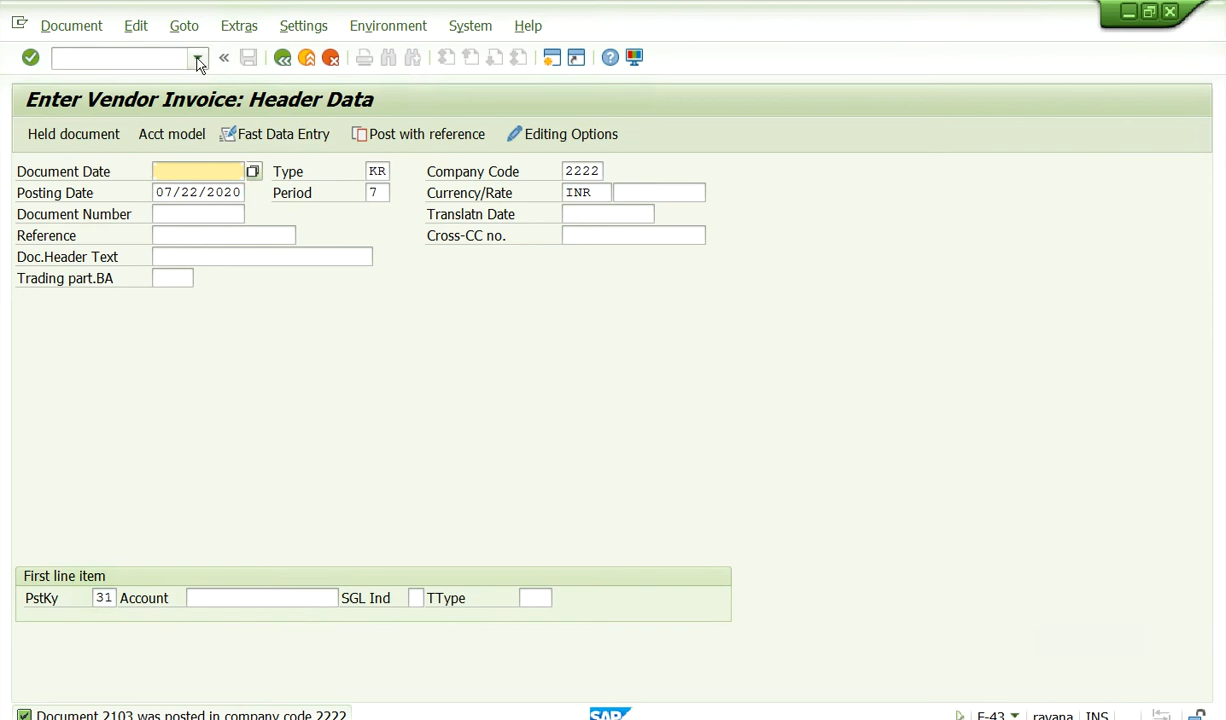 Document Edit Goto Extras Settings Environment System Help
Enter Vendor Invoice: Header Data
Held document Acct model Fast Data Entry Post with reference Editing Options
Document Date Type KR Company Code 2222
Posting Date 07/22/2020 Period 7 Currency/Rate INR
Document Number Translatn Date
Reference Cross-CC no.
Doc.Header Text
Trading part.BA
First line item
PstKy 31 Account SGL Ind TType
Document 2103 was posted in company code 2222 SAP F-43 ravana INS